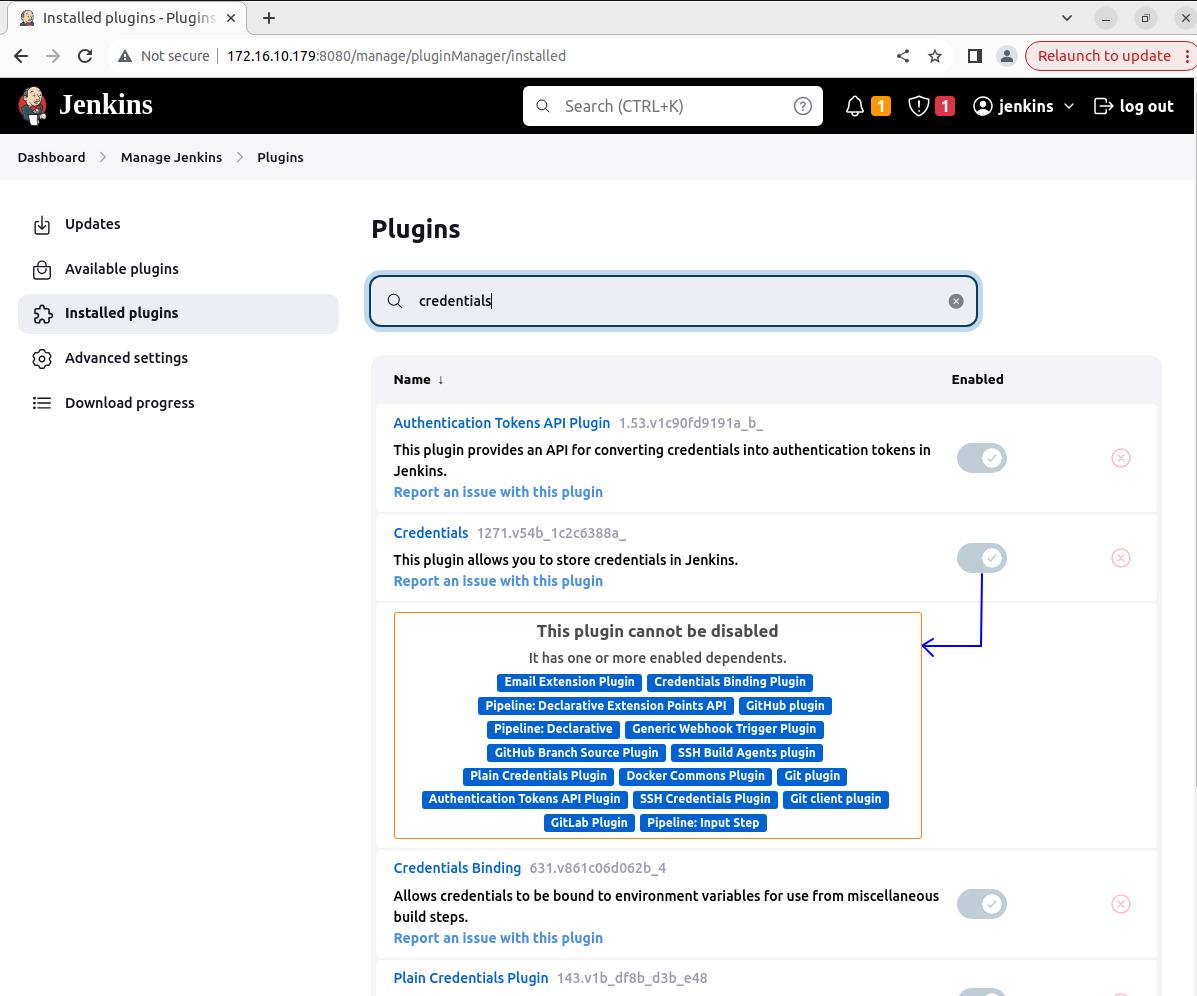 Installed plugins - Plugins
Not secure
172.16.10.179:8080/manage/pluginManager/installed
Relaunch to update
Jenkins
Search (CTRL+K)
1
1
jenkins
log out
Dashboard
Manage Jenkins
Plugins
Updates
Available plugins
Installed plugins
Advanced settings
Download progress
Plugins
credentials
Name ↓
Enabled
Authentication Tokens API Plugin 1.53.v1c90fd9191a_b_
This plugin provides an API for converting credentials into authentication tokens in
Jenkins.
Report an issue with this plugin
Credentials 1271.v54b_1c2c6388a_
This plugin allows you to store credentials in Jenkins.
Report an issue with this plugin
This plugin cannot be disabled
It has one or more enabled dependents.
Email Extension Plugin Credentials Binding Plugin
Pipeline: Declarative Extension Points API GitHub plugin
Pipeline: Declarative Generic Webhook Trigger Plugin
GitHub Branch Source Plugin SSH Build Agents plugin
Plain Credentials Plugin Docker Commons Plugin Git plugin
Authentication Tokens API Plugin SSH Credentials Plugin Git client plugin
GitLab Plugin Pipeline: Input Step
Credentials Binding 631.v861c06d062b_4
Allows credentials to be bound to environment variables for use from miscellaneous
build steps.
Report an issue with this plugin
Plain Credentials Plugin 143.v1b_df8b_d3b_e48